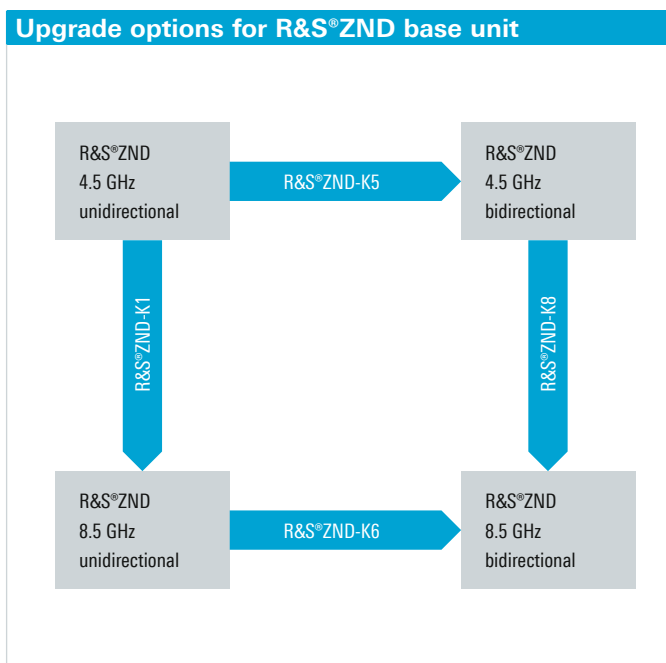 Upgrade options for R&S®ZND base unit
R&S®ZND
4.5 GHz
unidirectional
R&S®ZND-K5
R&S®ZND
4.5 GHz
bidirectional
R&S®ZND-K1
R&S®ZND-K8
R&S®ZND
8.5 GHz
unidirectional
R&S®ZND-K6
R&S®ZND
8.5 GHz
bidirectional